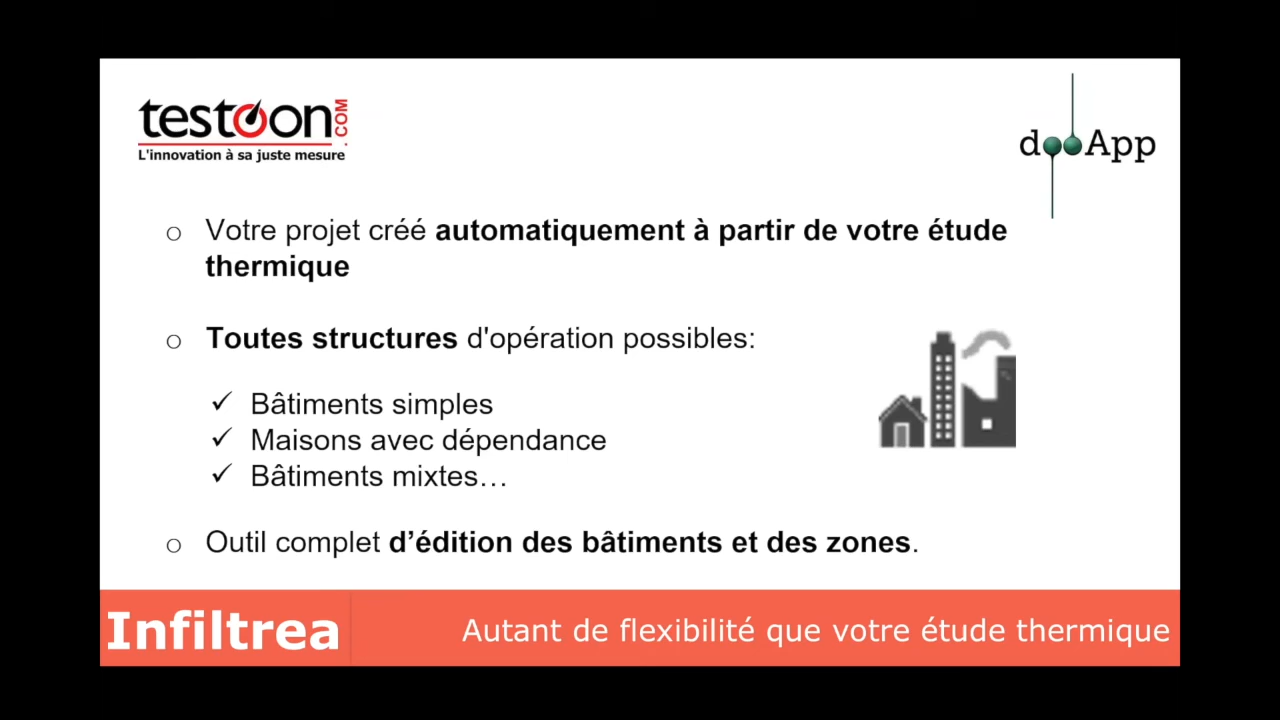 testoon.COM
L'innovation à sa juste mesure
dooApp
o Votre projet créé automatiquement à partir de votre étude
thermique
o Toutes structures d'opération possibles:
✓ Bâtiments simples
✓ Maisons avec dépendance
✓ Bâtiments mixtes…
o Outil complet d’édition des bâtiments et des zones.
Infiltrea
Autant de flexibilité que votre étude thermique